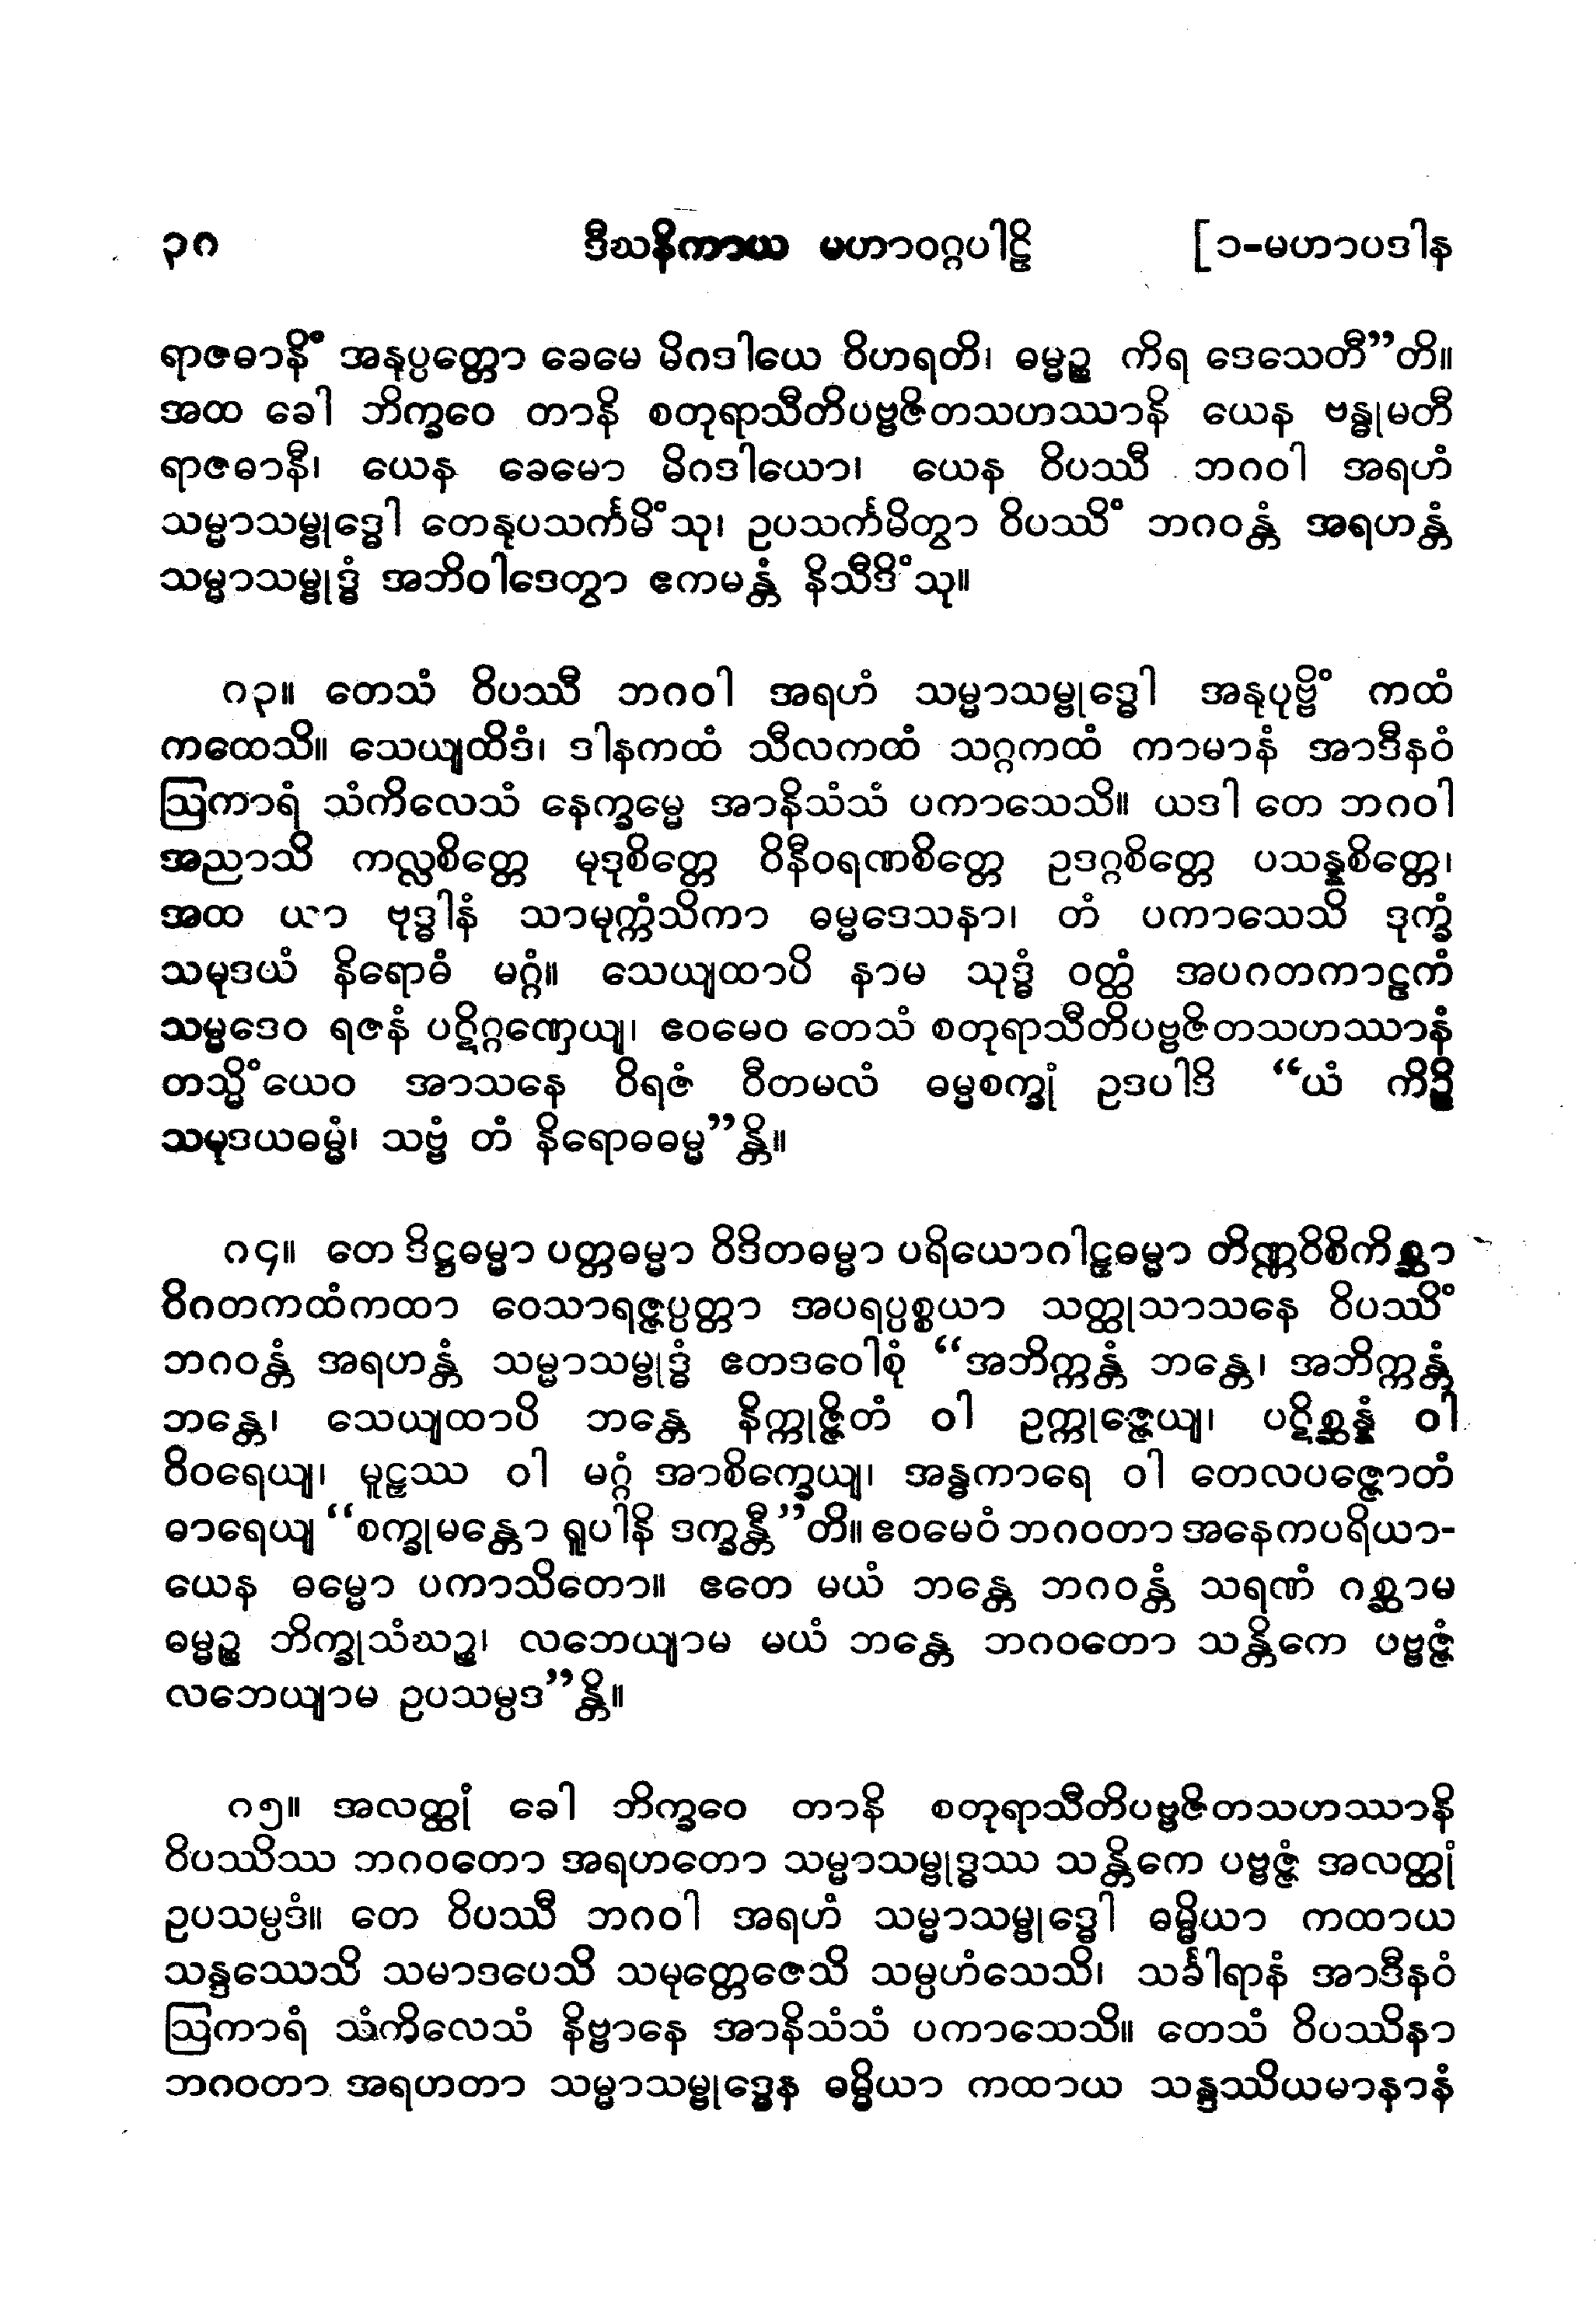 ၃ဂ ဒီဃနိကာယ မဟာဝဂ္ဂပါဠိ [၁-မဟာပဒါန
ရာဇဓာနိံ အနုပ္ပတ္တော ခေမေ မိဂဒါယေ ဝိဟရတိ၊ ဓမ္မဉ္စ ကိရ ဒေသေတီ”တိ။
အထ ခေါ ဘိက္ခဝေ တာနိ စတုရာသီတိပဗ္ဗဇိတသဟဿာနိ ယေန ဗန္ဓုမတီ
ရာဇဓာနီ၊ ယေန ခေမော မိဂဒါယော၊ ယေန ဝိပဿီ ဘဂဝါ အရဟံ
သမ္မာသမ္ဗုဒ္ဓေါ တေနုပသင်္ကမိံသု၊ ဥပသင်္ကမိတွာ ဝိပဿိံ ဘဂဝန္တံ အရဟန္တံ
သမ္မာသမ္ဗုဒ္ဓံ အဘိဝါဒေတွာ ဧကမန္တံ နိသီဒိံသု။
ဂ၃။ တေသံ ဝိပဿီ ဘဂဝါ အရဟံ သမ္မာသမ္ဗုဒ္ဓေါ အနုပုဗ္ဗိံ ကထံ
ကထေသိ။ သေယျထိဒံ၊ ဒါနကထံ သီလကထံ သဂ္ဂကထံ ကာမာနံ အာဒီနဝံ
ဩကာရံ သံကိလေသံ နေက္ခမ္မေ အာနိသံသံ ပကာသေသိ။ ယဒါ တေ ဘဂဝါ
အညာသိ ကလ္လစိတ္တေ မုဒုစိတ္တေ ဝိနီဝရဏစိတ္တေ ဥဒဂ္ဂစိတ္တေ ပသန္နစိတ္တေ၊
အထ ယာ ဗုဒ္ဓါနံ သာမုက္ကံသိကာ ဓမ္မဒေသနာ၊ တံ ပကာသေသိ ဒုက္ခံ
သမုဒယံ နိရောဓံ မဂ္ဂံ။ သေယျထာပိ နာမ သုဒ္ဓံ ဝတ္ထံ အပဂတကာဠကံ
သမ္မဒေဝ ရဇနံ ပဋိဂ္ဂဏှေယျ၊ ဧဝမေဝ တေသံ စတုရာသီတိပဗ္ဗဇိတသဟဿာနံ
တသ္မိံယေဝ အာသနေ ဝိရဇံ ဝီတမလံ ဓမ္မစက္ခုံ ဥဒပါဒိ “ယံ ကိဉ္စိ
သမုဒယဓမ္မံ၊ သဗ္ဗံ တံ နိရောဓဓမ္မ”န္တိ။
ဂ၄။ တေ ဒိဋ္ဌဓမ္မာ ပတ္တဓမ္မာ ဝိဒိတဓမ္မာ ပရိယောဂါဠှဓမ္မာ တိဏ္ဏဝိစိကိစ္ဆာ
ဝိဂတကထံကထာ ဝေသာရဇ္ဇပ္ပတ္တာ အပရပ္ပစ္စယာ သတ္ထုသာသနေ ဝိပဿိံ
ဘဂဝန္တံ အရဟန္တံ သမ္မာသမ္ဗုဒ္ဓံ ဧတဒဝေါစုံ “အဘိက္ကန္တံ ဘန္တေ၊ အဘိက္ကန္တံ
ဘန္တေ၊ သေယျထာပိ ဘန္တေ နိက္ကုဇ္ဇိတံ ဝါ ဥက္ကုဇ္ဇေယျ၊ ပဋိစ္ဆန္နံ ဝါ
ဝိဝရေယျ၊ မူဠှဿ ဝါ မဂ္ဂံ အာစိက္ခေယျ၊ အန္ဓကာရေ ဝါ တေလပဇ္ဇောတံ
ဓာရေယျ “စက္ခုမန္တော ရူပါနိ ဒက္ခန္တီ”တိ။ ဧဝမေဝံ ဘဂဝတာ အနေကပရိယာ-
ယေန ဓမ္မော ပကာသိတော။ ဧတေ မယံ ဘန္တေ ဘဂဝန္တံ သရဏံ ဂစ္ဆာမ
ဓမ္မဉ္စ ဘိက္ခုသံဃဉ္စ၊ လဘေယျာမ မယံ ဘန္တေ ဘဂဝတော သန္တိကေ ပဗ္ဗဇ္ဇံ
လဘေယျာမ ဥပသမ္ပဒ”န္တိ။
ဂ၅။ အလတ္ထုံ ခေါ ဘိက္ခဝေ တာနိ စတုရာသီတိပဗ္ဗဇိတသဟဿာနိ
ဝိပဿိဿ ဘဂဝတော အရဟတော သမ္မာသမ္ဗုဒ္ဓဿ သန္တိကေ ပဗ္ဗဇ္ဇံ အလတ္ထုံ
ဥပသမ္ပဒံ။ တေ ဝိပဿီ ဘဂဝါ အရဟံ သမ္မာသမ္ဗုဒ္ဓေါ ဓမ္မိယာ ကထာယ
သန္ဒဿေသိ သမာဒပေသိ သမုတ္တေဇေသိ သမ္ပဟံသေသိ၊ သင်္ခါရာနံ အာဒီနဝံ
ဩကာရံ သံကိလေသံ နိဗ္ဗာနေ အာနိသံသံ ပကာသေသိ။ တေသံ ဝိပဿိနာ
ဘဂဝတာ အရဟတာ သမ္မာသမ္ဗုဒ္ဓေန ဓမ္မိယာ ကထာယ သန္ဒဿိယမာနာနံ